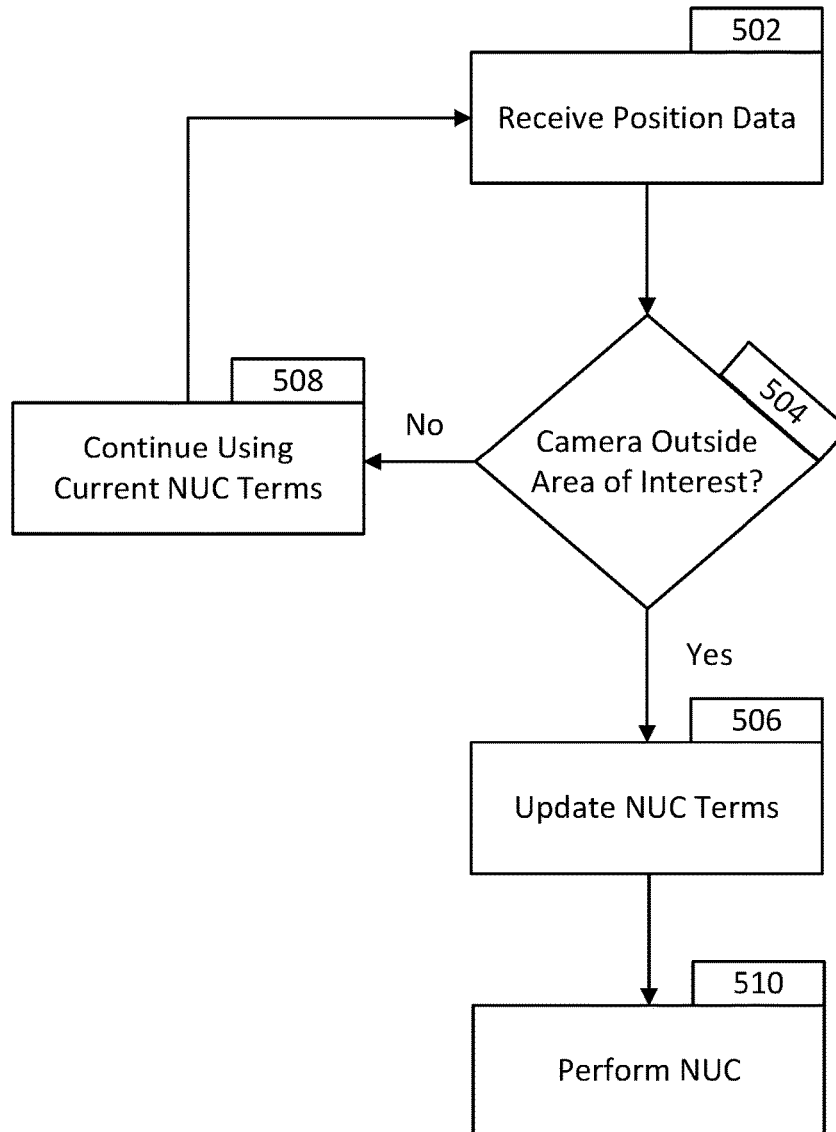 502
Receive Position Data
504
Camera Outside
Area of Interest?
No
508
Continue Using
Current NUC Terms
Yes
506
Update NUC Terms
510
Perform NUC